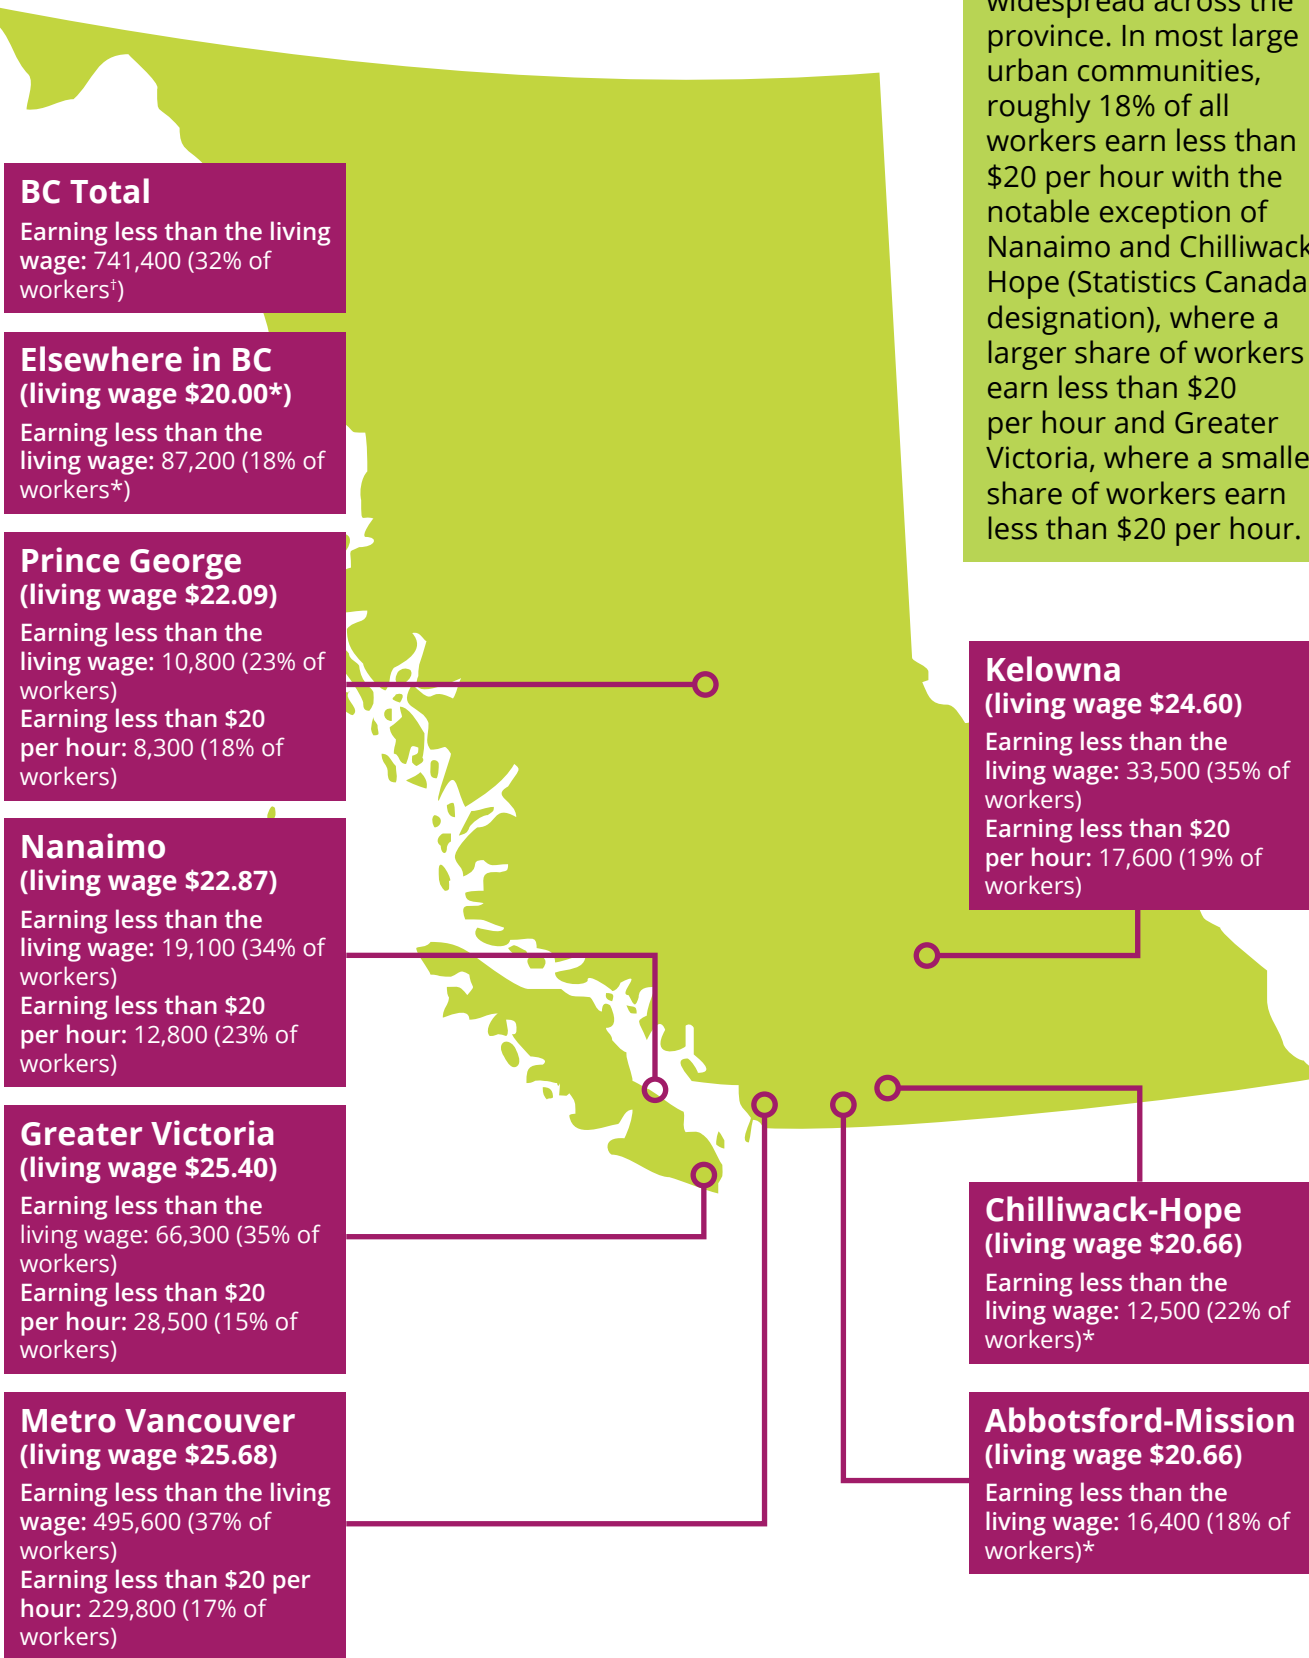 BC Total
Earning less than the living
wage: 741,400 (32% of
workers†)
Elsewhere in BC
(living wage $20.00*)
Earning less than the
living wage: 87,200 (18% of
workers*)
Prince George
(living wage $22.09)
Earning less than the
living wage: 10,800 (23% of
workers)
Earning less than $20
per hour: 8,300 (18% of
workers)
Nanaimo
(living wage $22.87)
Earning less than the
living wage: 19,100 (34% of
workers)
Earning less than $20
per hour: 12,800 (23% of
workers)
Greater Victoria
(living wage $25.40)
Earning less than the
living wage: 66,300 (35% of
workers)
Earning less than $20
per hour: 28,500 (15% of
workers)
Metro Vancouver
(living wage $25.68)
Earning less than the living
wage: 495,600 (37% of
workers)
Earning less than $20 per
hour: 229,800 (17% of
workers)
widespread across the
province. In most large
urban communities,
roughly 18% of all
workers earn less than
$20 per hour with the
notable exception of
Nanaimo and Chilliwack
Hope (Statistics Canada
designation), where a
larger share of workers
earn less than $20
per hour and Greater
Victoria, where a smalle
share of workers earn
less than $20 per hour.
Kelowna
(living wage $24.60)
Earning less than the
living wage: 33,500 (35% of
workers)
Earning less than $20
per hour: 17,600 (19% of
workers)
Chilliwack-Hope
(living wage $20.66)
Earning less than the
living wage: 12,500 (22% of
workers)*
Abbotsford-Mission
(living wage $20.66)
Earning less than the
living wage: 16,400 (18% of
workers)*